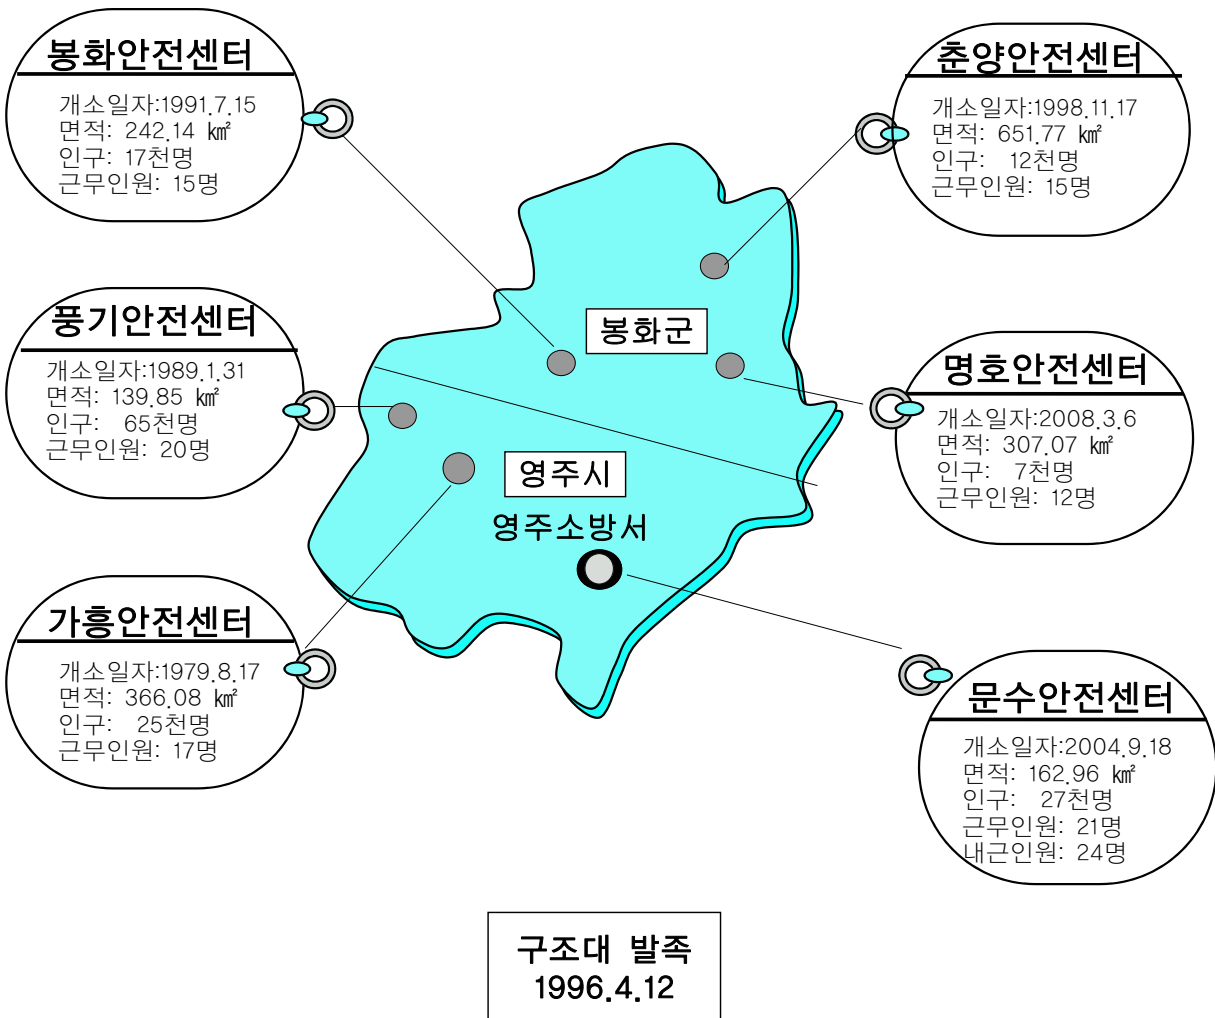 봉화안전센터
개소일자:1991.7.15
면적: 242.14 ㎢
인구: 17천명
근무인원: 15명
춘양안전센터
개소일자:1998.11.17
면적: 651.77 ㎢
인구: 12천명
근무인원: 15명
풍기안전센터
개소일자:1989.1.31
면적: 139.85 ㎢
인구: 65천명
근무인원: 20명
봉화군
명호안전센터
개소일자:2008.3.6
면적: 307.07 ㎢
인구: 7천명
근무인원: 12명
영주시
영주소방서
가흥안전센터
개소일자:1979.8.17
면적: 366.08 ㎢
인구: 25천명
근무인원: 17명
문수안전센터
개소일자:2004.9.18
면적: 162.96 ㎢
인구: 27천명
근무인원: 21명
내근인원: 24명
구조대 발족
1996.4.12